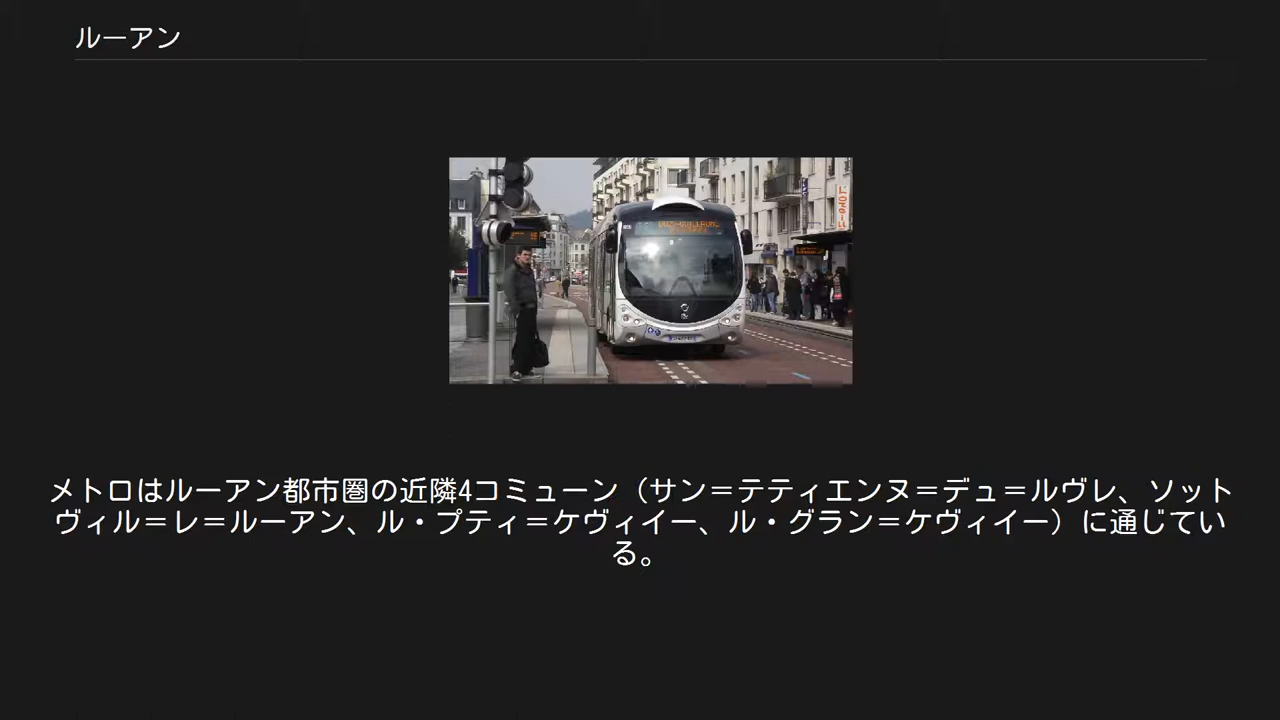 ルーアン
メトロはルーアン都市圏の近隣4コミューン（サン＝テティエンヌ＝デュ＝ルヴレ、ソット
ヴィル＝レ＝ルーアン、ル・プティ＝ケヴィイー、ル・グラン＝ケヴィイー）に通じてい
る。